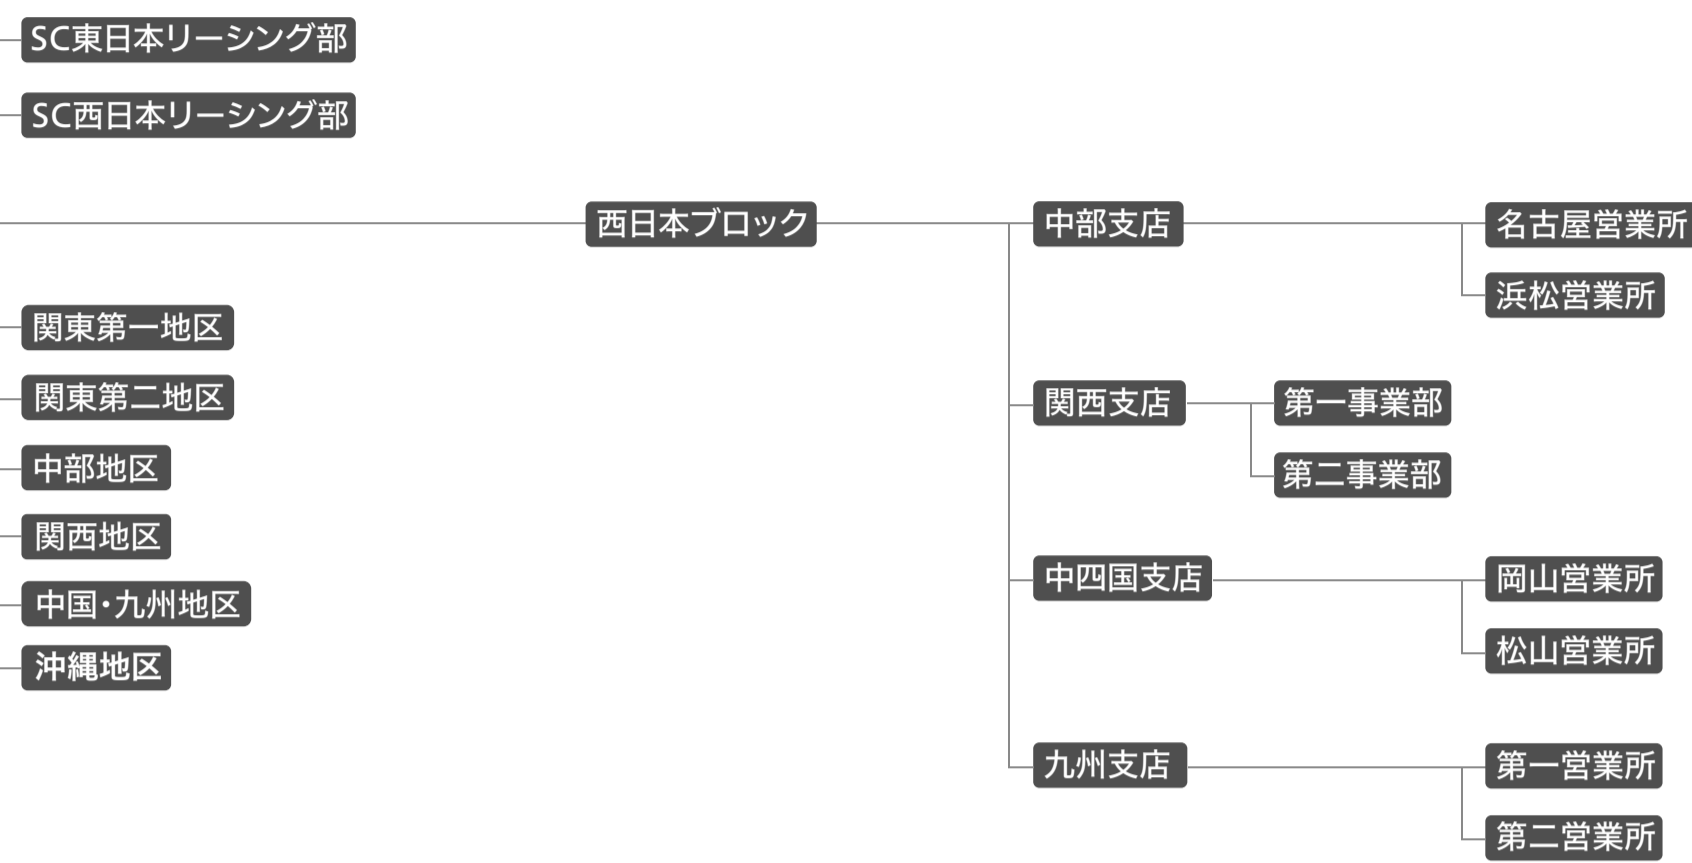 SC東日本リーシング部
SC西日本リーシング部
西日本ブロック
中部支店
名古屋営業所
浜松営業所
関東第一地区
関東第二地区
中部地区
関西地区
中国・九州地区
沖縄地区
関西支店
第一事業部
第二事業部
中四国支店
岡山営業所
松山営業所
九州支店
第一営業所
第二営業所